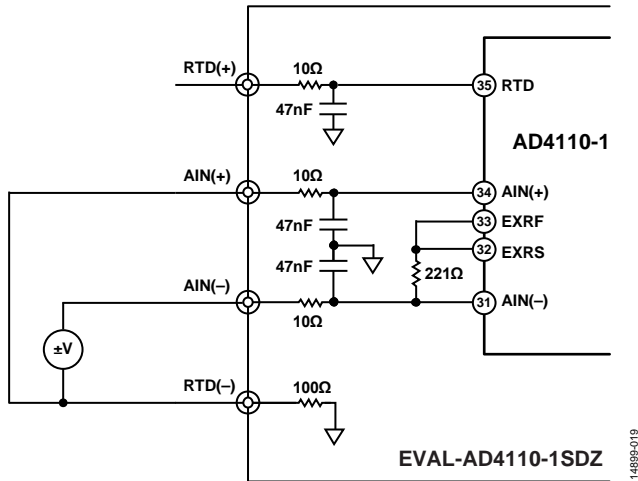 RTD(+)
10Ω
35 RTD
47nF
AD4110-1
AIN(+)
10Ω
34 AIN(+)
47nF
33 EXRF
32 EXRS
47nF
221Ω
AIN(–)
10Ω
31 AIN(–)
±V
RTD(–)
100Ω
EVAL-AD4110-1SDZ
14899-019